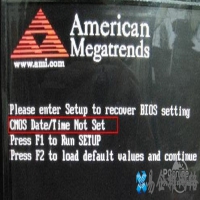 American
Megatrends
www.ami.com
Please enter Setup to recover BIOS setting
CMOS Date/Time Not Set
Press F1 to Run SETUP
Press F2 to load default values and continue